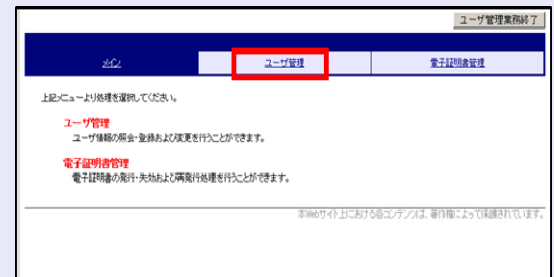 ユーザ管理業務終了
メイン ユーザ管理 電子証明書管理
上記メニューより処理を選択してください。
ユーザ管理
ユーザ情報の照会・登録および変更を行うことができます。
電子証明書管理
電子証明書の発行・失効および再発行処理を行うことができます。
本Webサイト上における各コンテンツは、著作権によって保護されています。